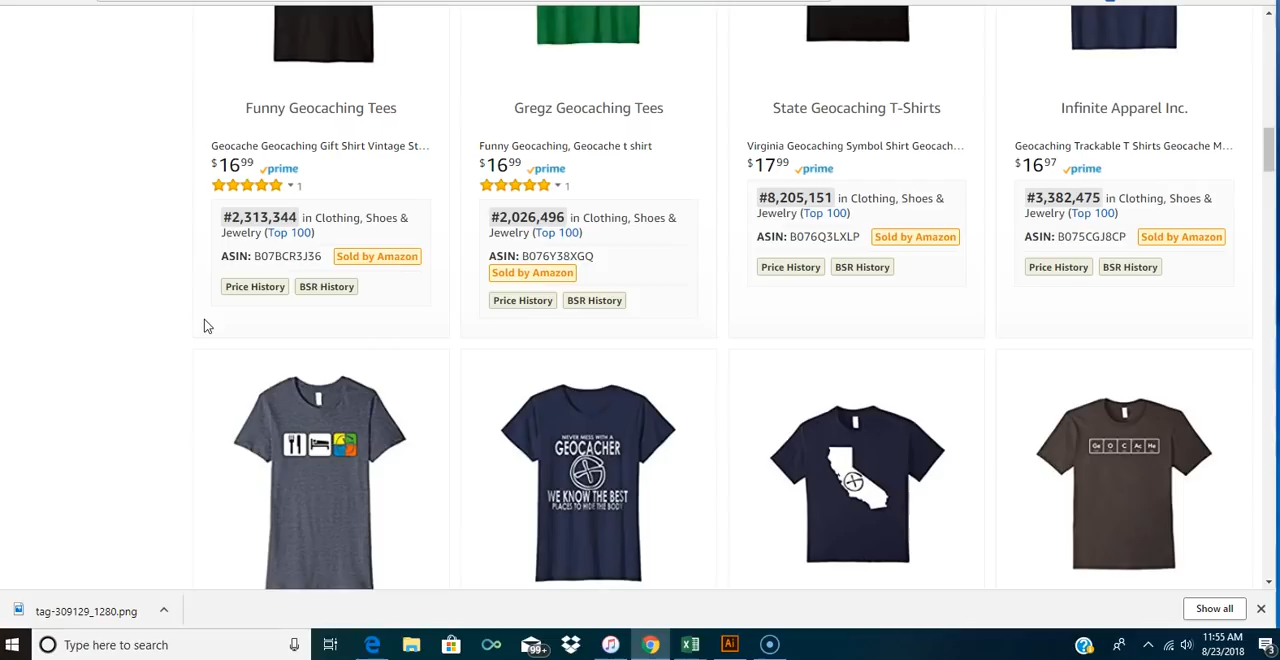 Funny Geocaching Tees
Geocache Geocaching Gift Shirt Vintage St...
$16 99 prime
1
#2,313,344 in Clothing, Shoes &
Jewelry (Top 100)
ASIN: B07BCR3J36 Sold by Amazon
Price History BSR History
Gregz Geocaching Tees
Funny Geocaching, Geocache t shirt
$16 99 prime
1
#2,026,496 in Clothing, Shoes &
Jewelry (Top 100)
ASIN: B076Y38XGQ
Sold by Amazon
Price History BSR History
State Geocaching T-Shirts
Virginia Geocaching Symbol Shirt Geocach...
$17 99 prime
#8,205,151 in Clothing, Shoes &
Jewelry (Top 100)
ASIN: B076Q3LXLP Sold by Amazon
Price History BSR History
Infinite Apparel Inc.
Geocaching Trackable T Shirts Geocache M...
$16 97 prime
#3,382,475 in Clothing, Shoes &
Jewelry (Top 100)
ASIN: B075CGJ8CP Sold by Amazon
Price History BSR History
NEVER MESS WITH A
GEOCACHER
WE KNOW THE BEST
PLACES TO HIDE THE BODY
Ge O C Ac He
tag-309129_1280.png
Show all
Type here to search
99+
Ai
11:55 AM
8/23/2018
3